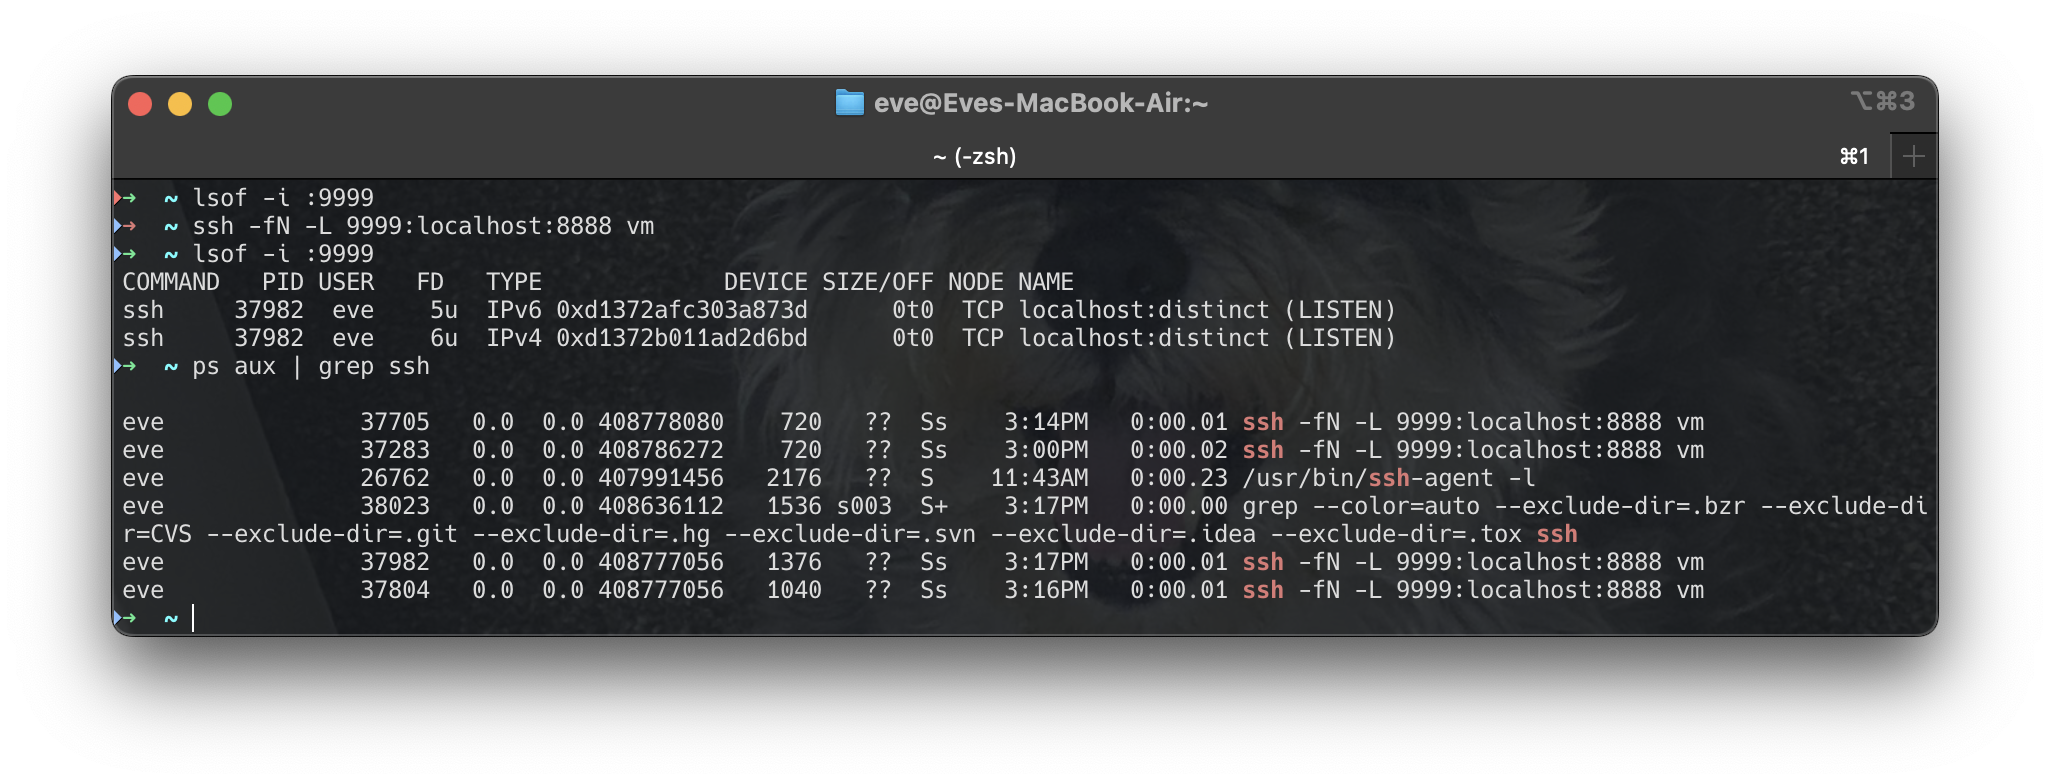 eve@Eves-MacBook-Air:~ ⌥⌘3
~ (-zsh) ⌘1
➜ ~ lsof -i :9999
➜ ~ ssh -fN -L 9999:localhost:8888 vm
➜ ~ lsof -i :9999
COMMAND   PID USER   FD   TYPE             DEVICE SIZE/OFF NODE NAME
ssh     37982  eve    5u  IPv6 0xd1372afc303a873d      0t0  TCP localhost:distinct (LISTEN)
ssh     37982  eve    6u  IPv4 0xd1372b011ad2d6bd      0t0  TCP localhost:distinct (LISTEN)
➜ ~ ps aux | grep ssh
eve              37705   0.0  0.0 408778080    720   ??  Ss    3:14PM   0:00.01 ssh -fN -L 9999:localhost:8888 vm
eve              37283   0.0  0.0 408786272    720   ??  Ss    3:00PM   0:00.02 ssh -fN -L 9999:localhost:8888 vm
eve              26762   0.0  0.0 407991456   2176   ??  S    11:43AM   0:00.23 /usr/bin/ssh-agent -l
eve              38023   0.0  0.0 408636112   1536 s003  S+    3:17PM   0:00.00 grep --color=auto --exclude-dir=.bzr --exclude-di
r=CVS --exclude-dir=.git --exclude-dir=.hg --exclude-dir=.svn --exclude-dir=.idea --exclude-dir=.tox ssh
eve              37982   0.0  0.0 408777056   1376   ??  Ss    3:17PM   0:00.01 ssh -fN -L 9999:localhost:8888 vm
eve              37804   0.0  0.0 408777056   1040   ??  Ss    3:16PM   0:00.01 ssh -fN -L 9999:localhost:8888 vm
➜ ~